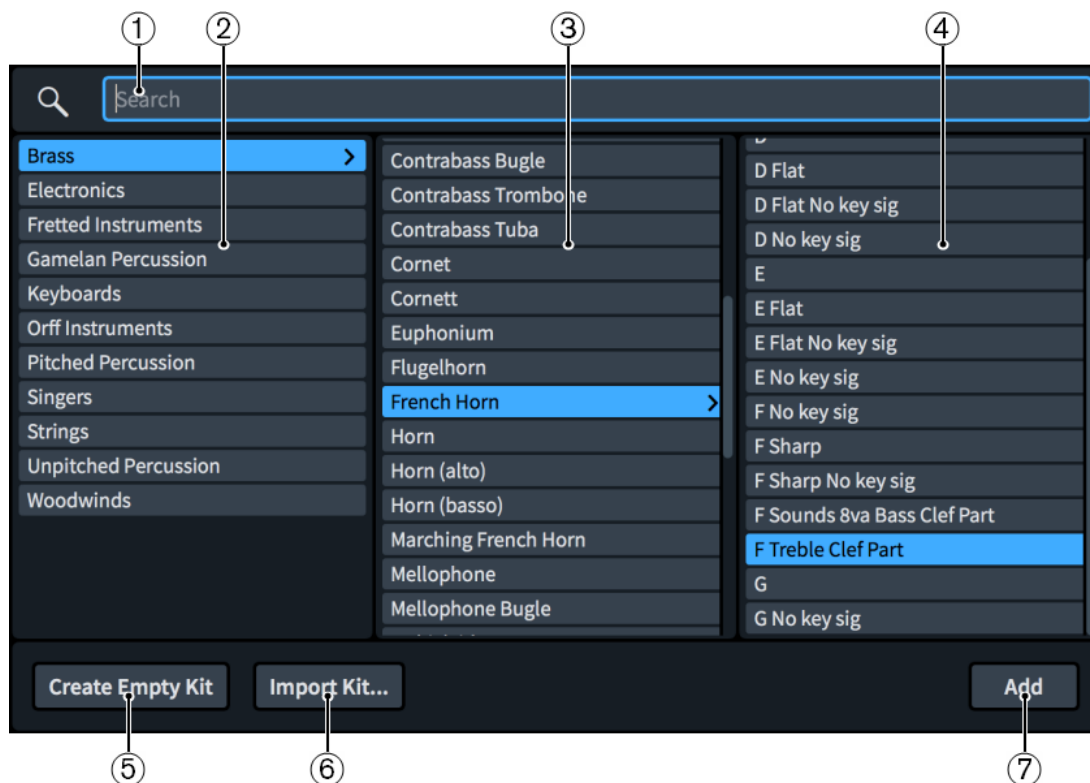 ① ② ③ ④
Search
Brass
Electronics
Fretted Instruments
Gamelan Percussion
Keyboards
Orff Instruments
Pitched Percussion
Singers
Strings
Unpitched Percussion
Woodwinds
Contrabass Bugle
Contrabass Trombone
Contrabass Tuba
Cornet
Cornett
Euphonium
Flugelhorn
French Horn
Horn
Horn (alto)
Horn (basso)
Marching French Horn
Mellophone
Mellophone Bugle
D Flat
D Flat No key sig
D No key sig
E
E Flat
E Flat No key sig
E No key sig
F No key sig
F Sharp
F Sharp No key sig
F Sounds 8va Bass Clef Part
F Treble Clef Part
G
G No key sig
Create Empty Kit Import Kit... Add
⑤ ⑥ ⑦